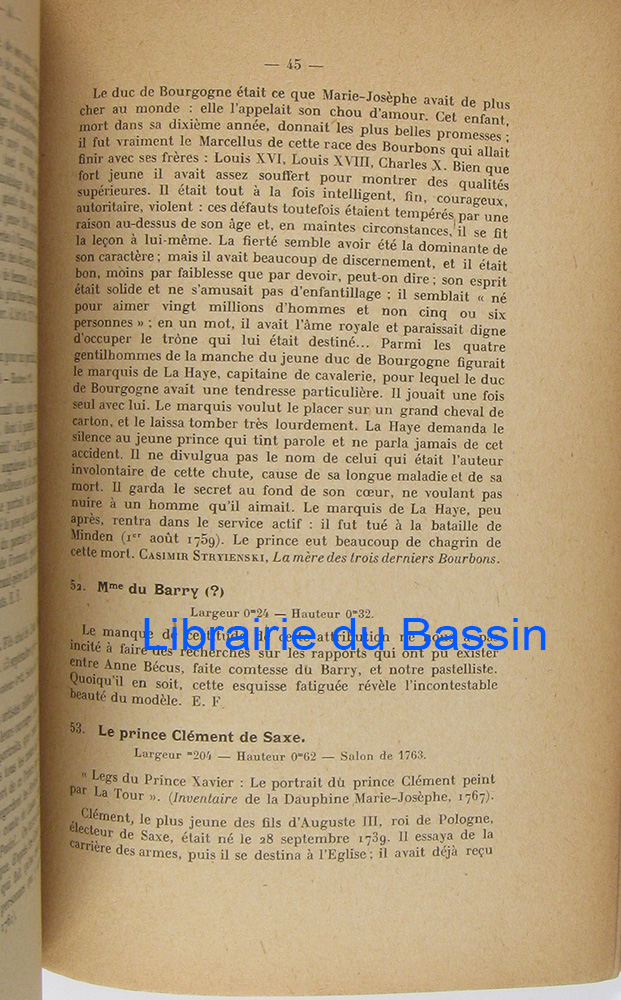 — 45 —
Le duc de Bourgogne était ce que Marie-Josèphe avait de plus
cher au monde : elle l'appelait son chou d'amour. Cet enfant,
mort dans sa dixième année, donnait les plus belles promesses ;
il fut vraiment le Marcellus de cette race des Bourbons qui allait
finir avec ses frères : Louis XVI, Louis XVIII, Charles X. Bien que
fort jeune il avait assez souffert pour montrer des qualités
supérieures. Il était tout à la fois intelligent, fin, courageux,
autoritaire, violent : ces défauts toutefois étaient tempérés par une
raison au-dessus de son âge et, en maintes circonstances, il se fit
la leçon à lui-même. La fierté semble avoir été la dominante de
son caractère ; mais il avait beaucoup de discernement, et il était
bon, moins par faiblesse que par devoir, peut-on dire ; son esprit
était solide et ne s'amusait pas d'enfantillage ; il semblait « né
pour aimer vingt millions d'hommes et non cinq ou six
personnes » ; en un mot, il avait l'âme royale et paraissait digne
d'occuper le trône qui lui était destiné... Parmi les quatre
gentilhommes de la manche du jeune duc de Bourgogne figurait
le marquis de La Haye, capitaine de cavalerie, pour lequel le duc
de Bourgogne avait une tendresse particulière. Il jouait une fois
seul avec lui. Le marquis voulut le placer sur un grand cheval de
carton, et le laissa tomber très lourdement. La Haye demanda le
silence au jeune prince qui tint parole et ne parla jamais de cet
accident. Il ne divulgua pas le nom de celui qui était l'auteur
involontaire de cette chute, cause de sa longue maladie et de sa
mort. Il garda le secret au fond de son cœur, ne voulant pas
nuire à un homme qu'il aimait. Le marquis de La Haye, peu
après, rentra dans le service actif : il fut tué à la bataille de
Minden (1er août 1759). Le prince eut beaucoup de chagrin de
cette mort. CASIMIR STRYIENSKI, La mère des trois derniers Bourbons.
52. Mme du Barry (?)
Largeur 0m24 — Hauteur 0m32.
Librairie du Bassin
Le manque de certitude de cette attribution ne nous a pas
incité à faire des recherches sur les rapports qui ont pu exister
entre Anne Bécus, faite comtesse du Barry, et notre pastelliste.
Quoiqu'il en soit, cette esquisse fatiguée révèle l'incontestable
beauté du modèle. E. F.
53. Le prince Clément de Saxe.
Largeur m204 — Hauteur 0m62 — Salon de 1763.
« Legs du Prince Xavier : Le portrait du prince Clément peint
par La Tour ». (Inventaire de la Dauphine Marie-Josèphe, 1767).
Clément, le plus jeune des fils d'Auguste III, roi de Pologne,
électeur de Saxe, était né le 28 septembre 1739. Il essaya de la
carrière des armes, puis il se destina à l'Eglise ; il avait déjà reçu